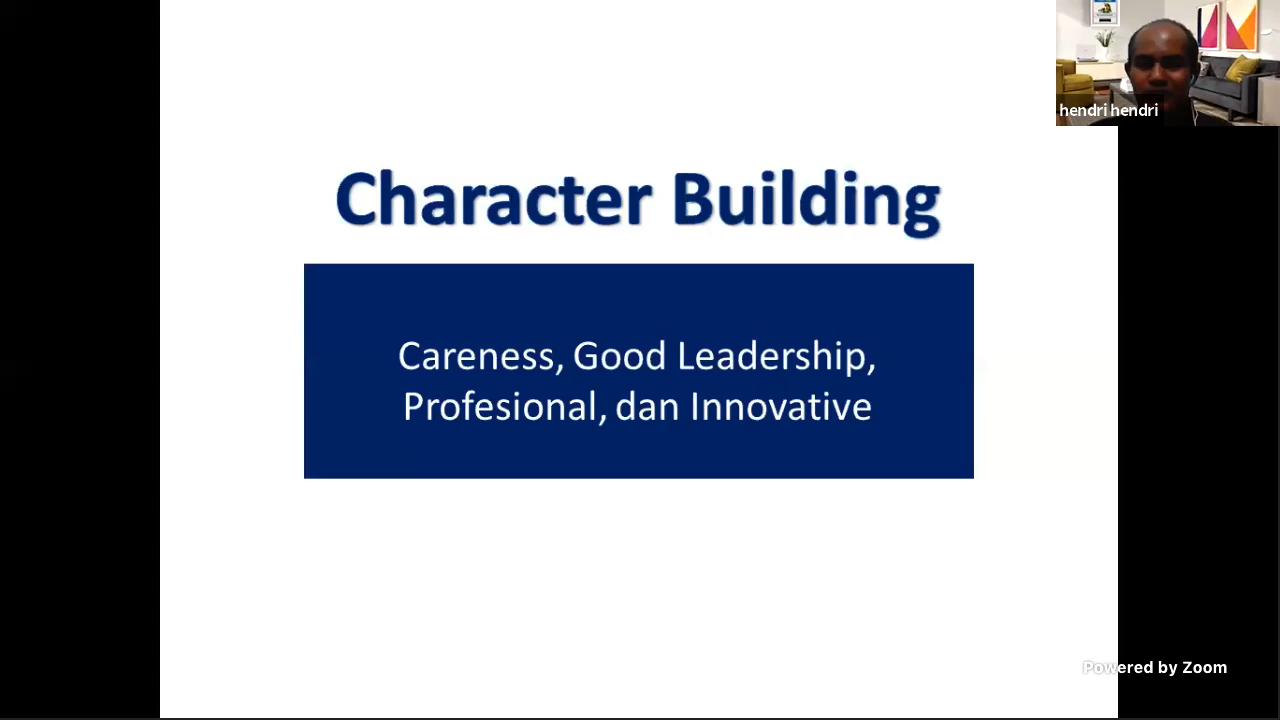 hendri hendri
Character Building
Careness, Good Leadership,
Profesional, dan Innovative
Powered by Zoom